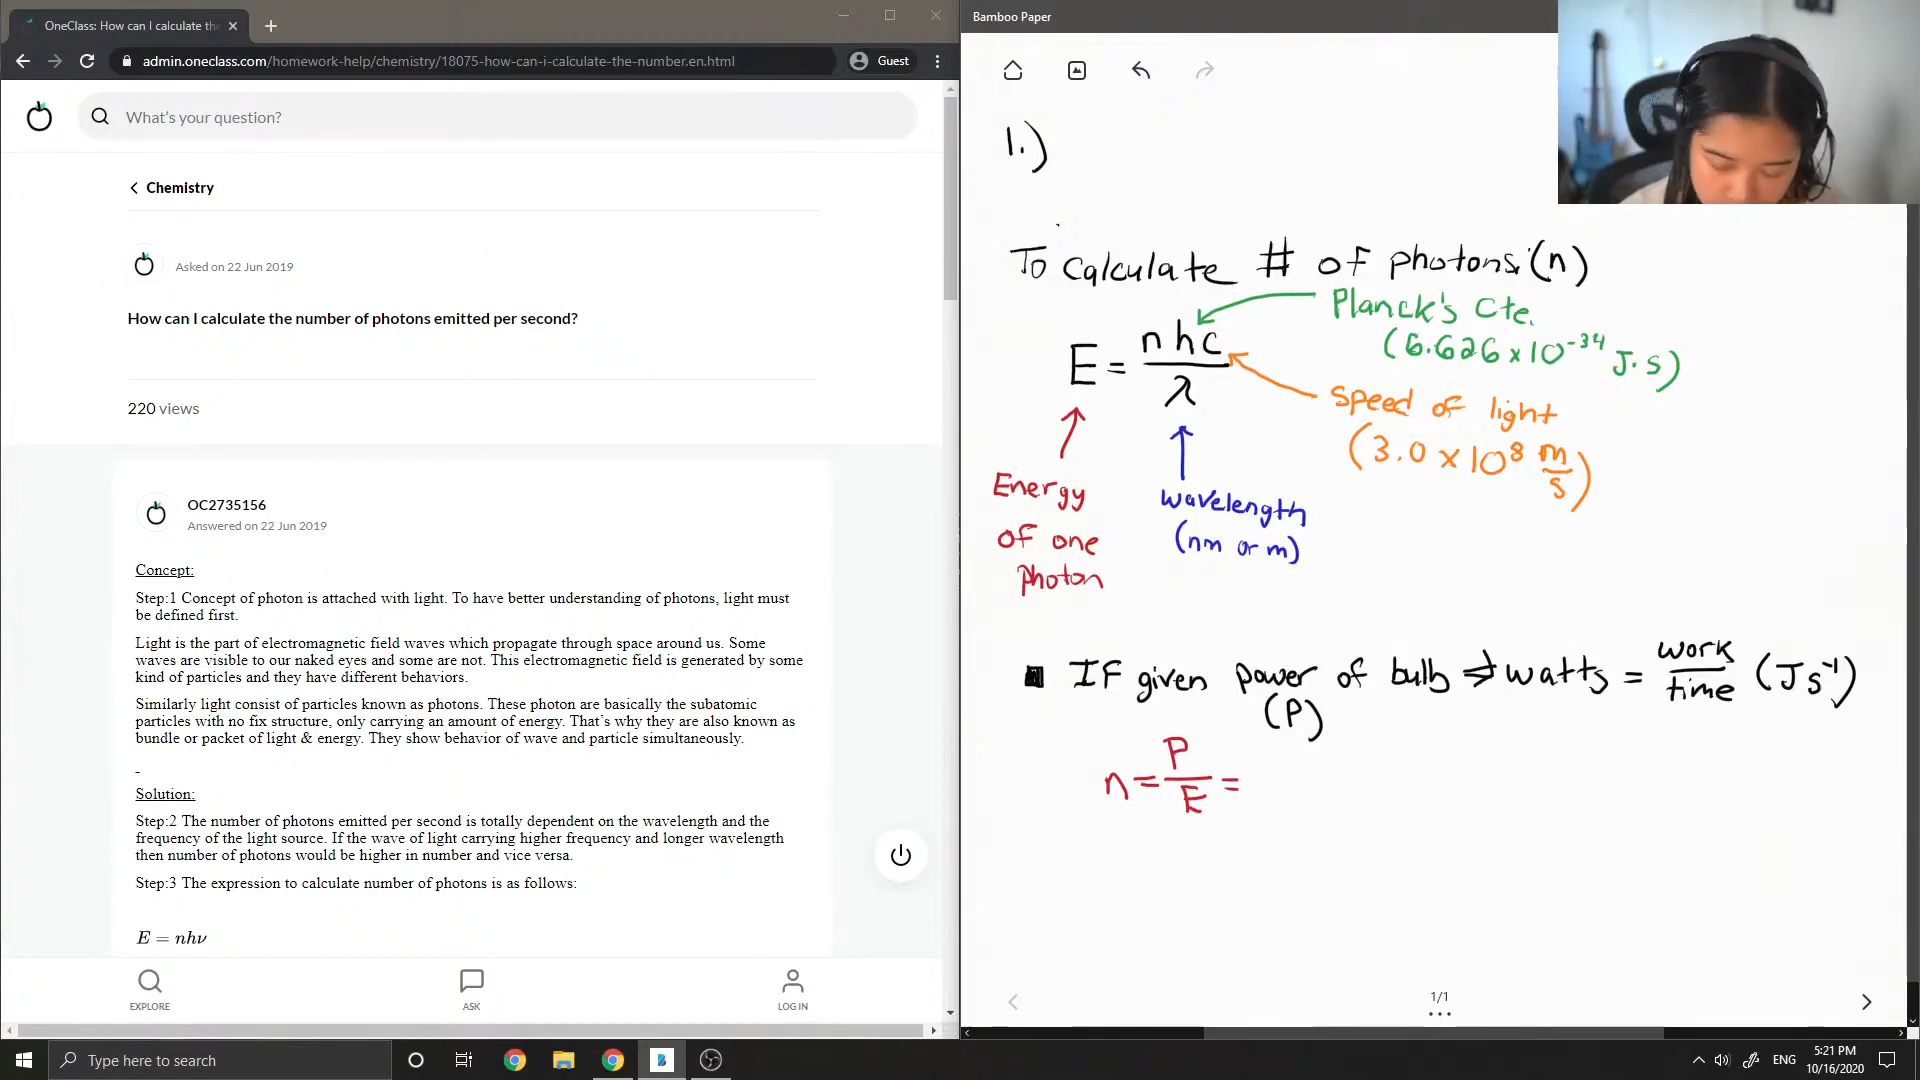 OneClass: How can I calculate th
admin.oneclass.com/homework-help/chemistry/18075-how-can-i-calculate-the-number.en.html
Guest
What's your question?
Chemistry
Asked on 22 Jun 2019
How can I calculate the number of photons emitted per second?
220 views
OC2735156
Answered on 22 Jun 2019
Concept:
Step:1 Concept of photon is attached with light. To have better understanding of photons, light must
be defined first.
Light is the part of electromagnetic field waves which propagate through space around us. Some
waves are visible to our naked eyes and some are not. This electromagnetic field is generated by some
kind of particles and they have different behaviors.
Similarly light consist of particles known as photons. These photon are basically the subatomic
particles with no fix structure, only carrying an amount of energy. That's why they are also known as
bundle or packet of light & energy. They show behavior of wave and particle simultaneously.
-
Solution:
Step:2 The number of photons emitted per second is totally dependent on the wavelength and the
frequency of the light source. If the wave of light carrying higher frequency and longer wavelength
then number of photons would be higher in number and vice versa.
Step:3 The expression to calculate number of photons is as follows:
E = nhν
EXPLORE
ASK
LOG IN
Bamboo Paper
1.)
To calculate # of photons: (n)
Planck's Cte.
(6.626 x 10⁻³⁴ J·s)
E = nhc/λ
speed of light
(3.0 x 10⁸ m/s)
Energy
of one
photon
wavelength
(nm or m)
IF given power of bulb → watts = work/time (Js⁻¹)
(P)
n = P/E =
1/1
Type here to search
ENG
5:21 PM
10/16/2020